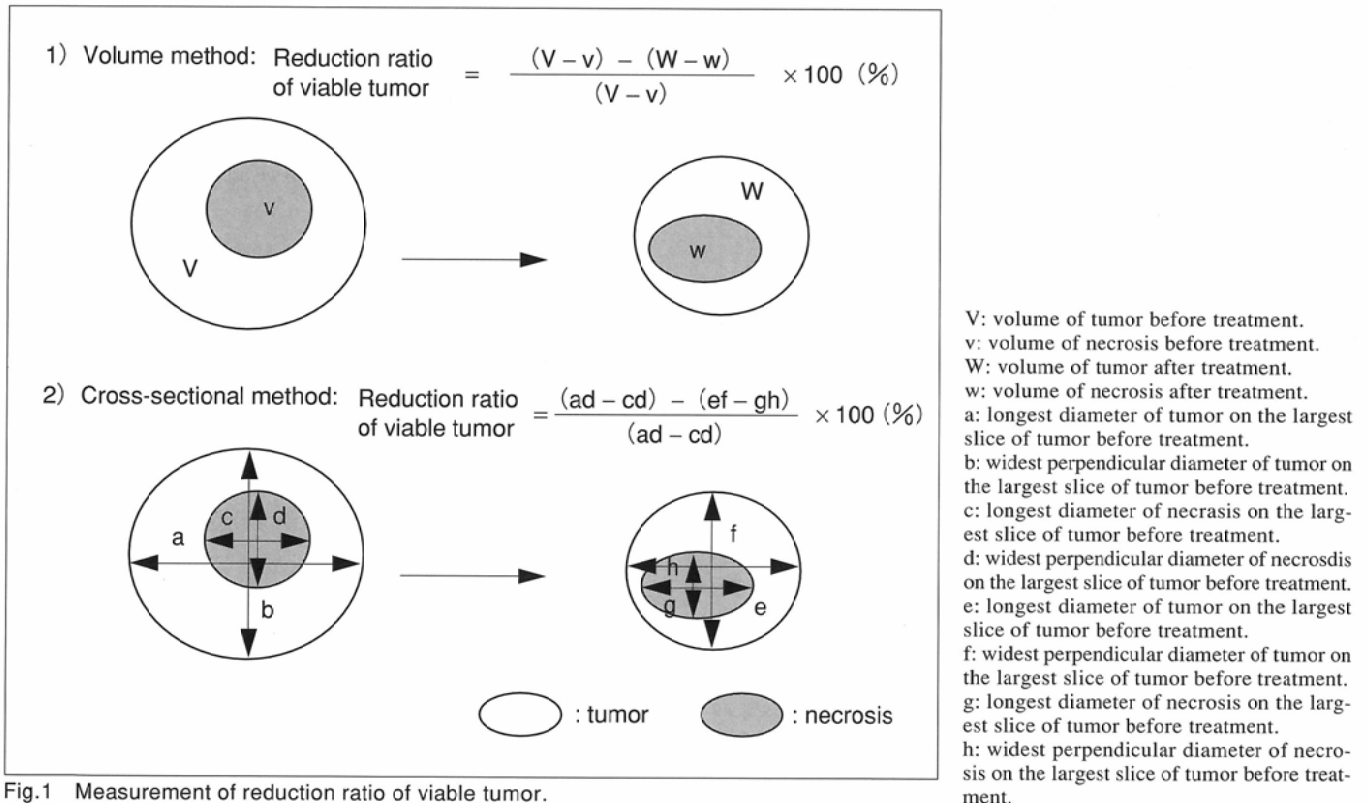 1) Volume method: Reduction ratio of viable tumor = (V – v) – (W – w) / (V – v) × 100 (%)
V
v
W
w
2) Cross-sectional method: Reduction ratio of viable tumor = (ad – cd) – (ef – gh) / (ad – cd) × 100 (%)
a
c
d
b
f
h
g
e
: tumor
: necrosis
Fig.1 Measurement of reduction ratio of viable tumor.
V: volume of tumor before treatment.
v: volume of necrosis before treatment.
W: volume of tumor after treatment.
w: volume of necrosis after treatment.
a: longest diameter of tumor on the largest
slice of tumor before treatment.
b: widest perpendicular diameter of tumor on
the largest slice of tumor before treatment.
c: longest diameter of necrasis on the larg-
est slice of tumor before treatment.
d: widest perpendicular diameter of necrosdis
on the largest slice of tumor before treatment.
e: longest diameter of tumor on the largest
slice of tumor before treatment.
f: widest perpendicular diameter of tumor on
the largest slice of tumor before treatment.
g: longest diameter of necrosis on the larg-
est slice of tumor before treatment.
h: widest perpendicular diameter of necro-
sis on the largest slice of tumor before treat-
ment.